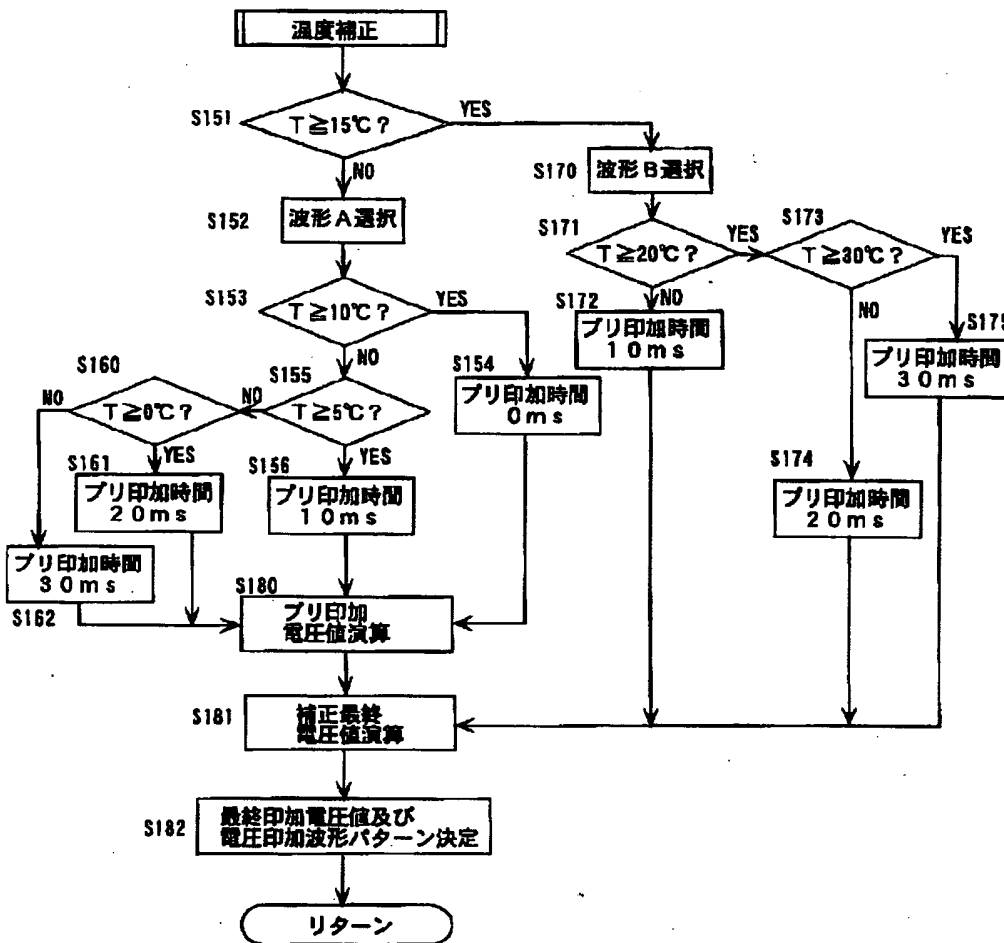 温度補正
S151
T≧15℃?
YES
NO
S170
波形B選択
S152
波形A選択
S171
T≧20℃?
YES
S173
T≧30℃?
YES
S153
T≧10℃?
YES
NO
S172
NO
プリ印加時間
10ms
NO
S175
プリ印加時間
30ms
S154
プリ印加時間
0ms
S160
NO
T≧0℃?
NO
S155
T≧5℃?
YES
YES
S161
プリ印加時間
20ms
S156
プリ印加時間
10ms
S174
プリ印加時間
20ms
プリ印加時間
30ms
S162
S180
プリ印加
電圧値演算
S181
補正最終
電圧値演算
S182
最終印加電圧値及び
電圧印加波形パターン決定
リターン